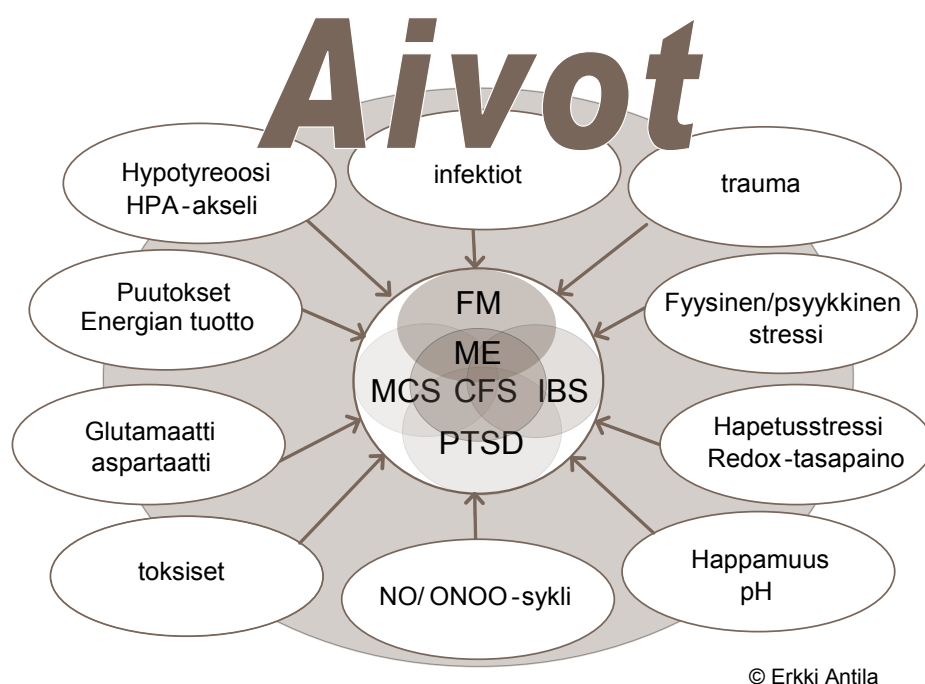 Aivot
Hypotyreoosi
HPA-akseli
infektiot
trauma
Puutokset
Energian tuotto
Fyysinen/psyykkinen
stressi
FM
ME
MCS CFS IBS
PTSD
Glutamaatti
aspartaatti
Hapetusstressi
Redox-tasapaino
toksiset
NO/ONOO-sykli
Happamuus
pH
© Erkki Antila